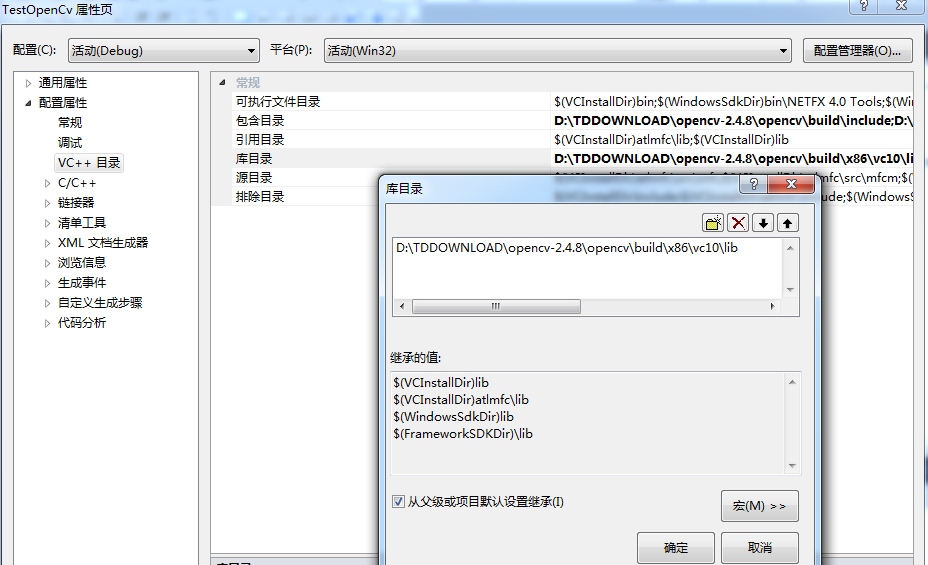 TestOpenCv 属性页
配置(C):
活动(Debug)
平台(P):
活动(Win32)
配置管理器(O)...
通用属性
配置属性
常规
调试
VC++ 目录
C/C++
链接器
清单工具
XML 文档生成器
浏览信息
生成事件
自定义生成步骤
代码分析
常规
可执行文件目录 $(VCInstallDir)bin;$(WindowsSdkDir)bin\NETFX 4.0 Tools;$(Win
包含目录 D:\TDDOWNLOAD\opencv-2.4.8\opencv\build\include;D:\
引用目录 $(VCInstallDir)atlmfc\lib;$(VCInstallDir)lib
库目录 D:\TDDOWNLOAD\opencv-2.4.8\opencv\build\x86\vc10\li
源目录
排除目录
库目录
D:\TDDOWNLOAD\opencv-2.4.8\opencv\build\x86\vc10\lib
继承的值:
$(VCInstallDir)lib
$(VCInstallDir)atlmfc\lib
$(WindowsSdkDir)lib
$(FrameworkSDKDir)\lib
从父级或项目默认设置继承(I)
宏(M) >>
确定
取消